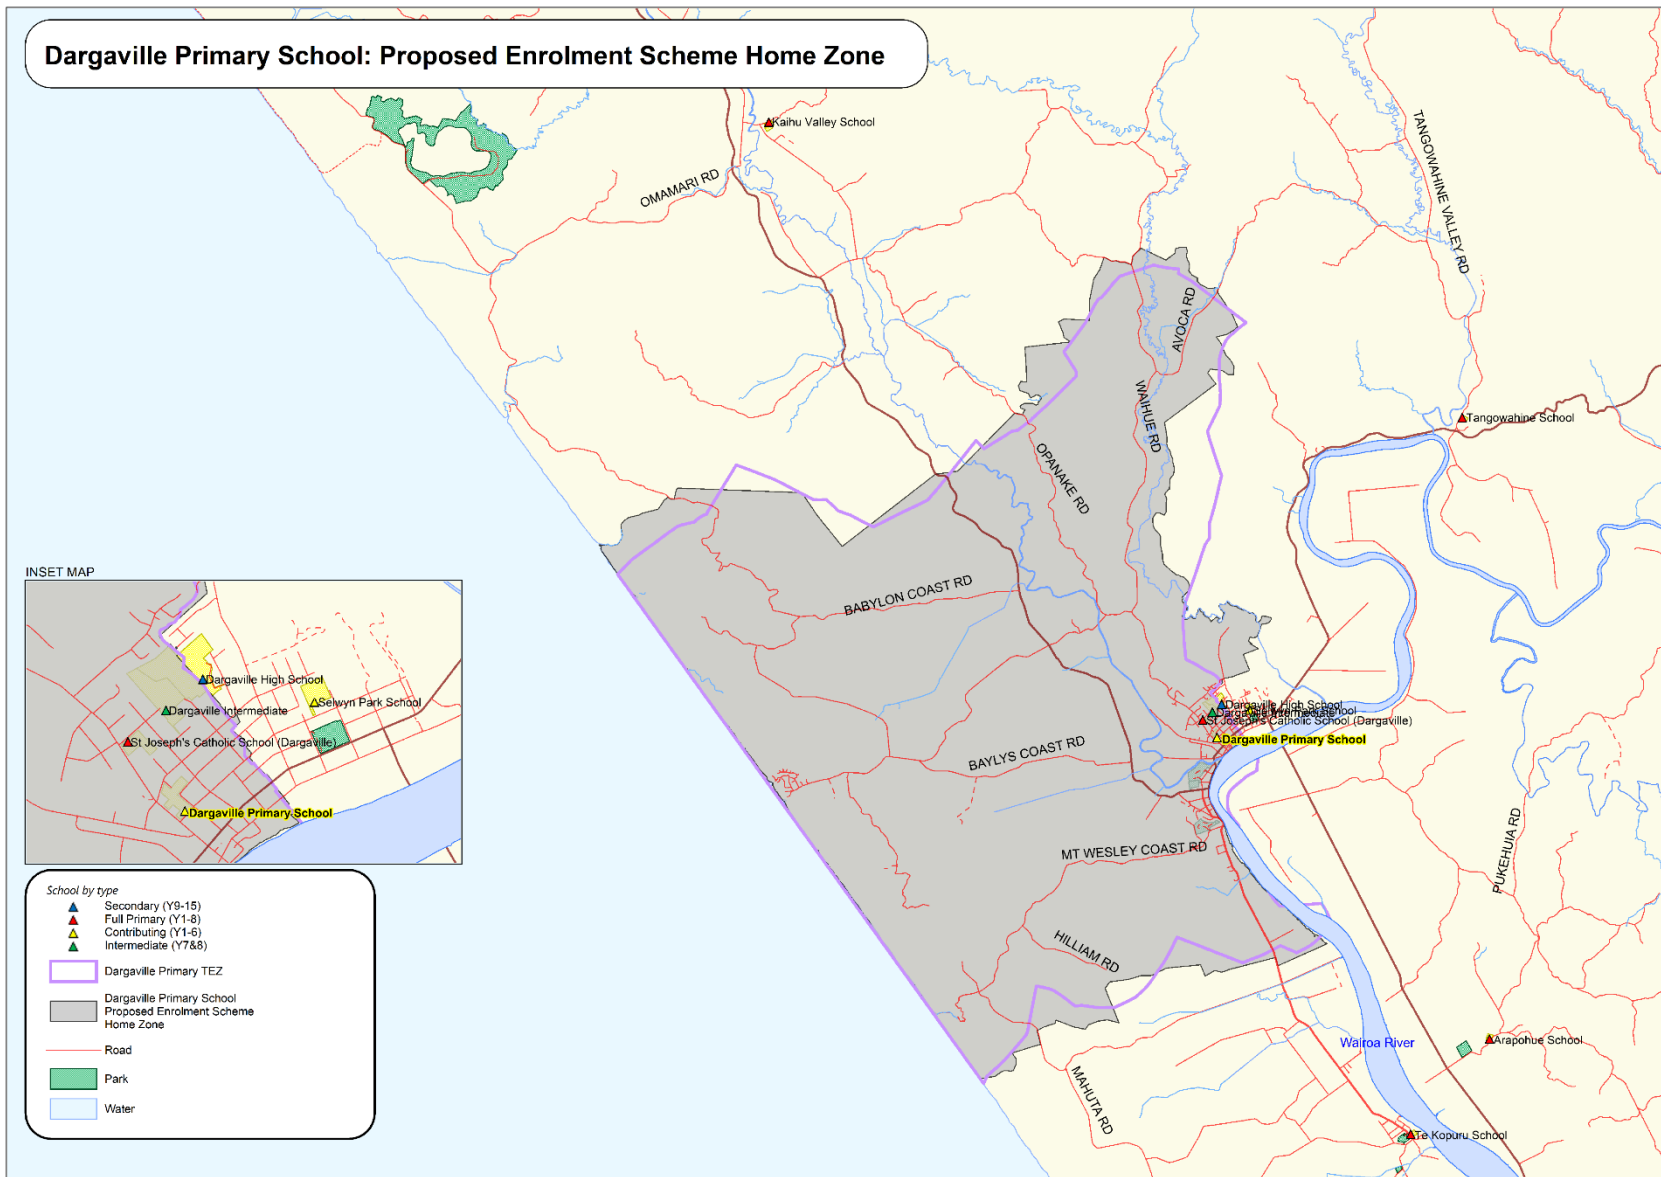 Dargaville Primary School: Proposed Enrolment Scheme Home Zone
Kaihu Valley School
OMAMARI RD
TANGOWAHINE VALLEY RD
AVOCA RD
WAIHUE RD
OPANAKE RD
Tangowahine School
BABYLON COAST RD
Dargaville High School
Dargaville Intermediate
St Joseph's Catholic School (Dargaville)
Dargaville Primary School
BAYLYS COAST RD
MT WESLEY COAST RD
PUKEHUIA RD
HILLIAM RD
Wairoa River
Arapohue School
MAHUTA RD
Te Kopuru School
INSET MAP
Dargaville High School
Selwyn Park School
Dargaville Intermediate
St Joseph's Catholic School (Dargaville)
Dargaville Primary School
School by type
Secondary (Y9-15)
Full Primary (Y1-8)
Contributing (Y1-6)
Intermediate (Y7&8)
Dargaville Primary TEZ
Dargaville Primary School
Proposed Enrolment Scheme
Home Zone
Road
Park
Water